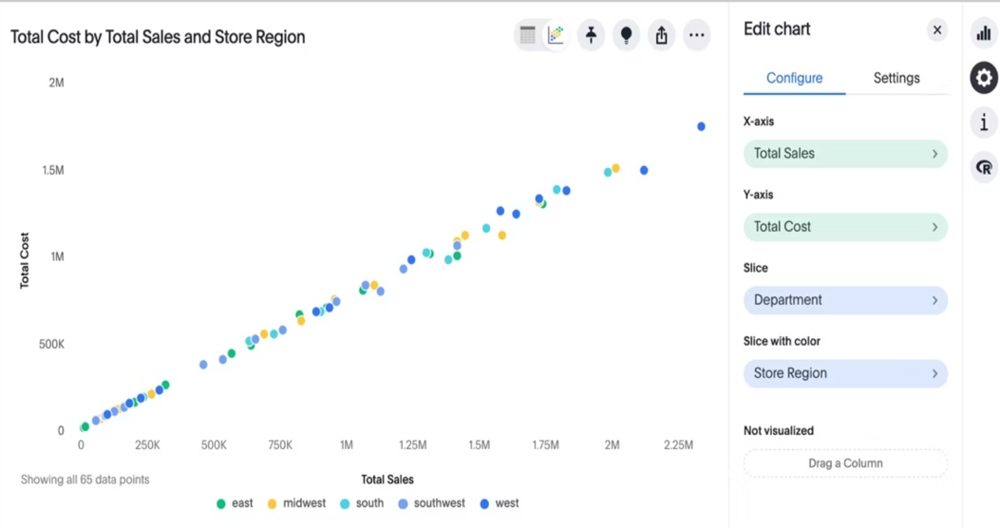 Total Cost by Total Sales and Store Region
2M
1.5M
1M
500K
0
Total Cost
0 250K 500K 750K 1M 1.25M 1.5M 1.75M 2M 2.25M
Showing all 65 data points
Total Sales
east midwest south southwest west
Edit chart
Configure Settings
X-axis
Total Sales
Y-axis
Total Cost
Slice
Department
Slice with color
Store Region
Not visualized
Drag a Column
i
R